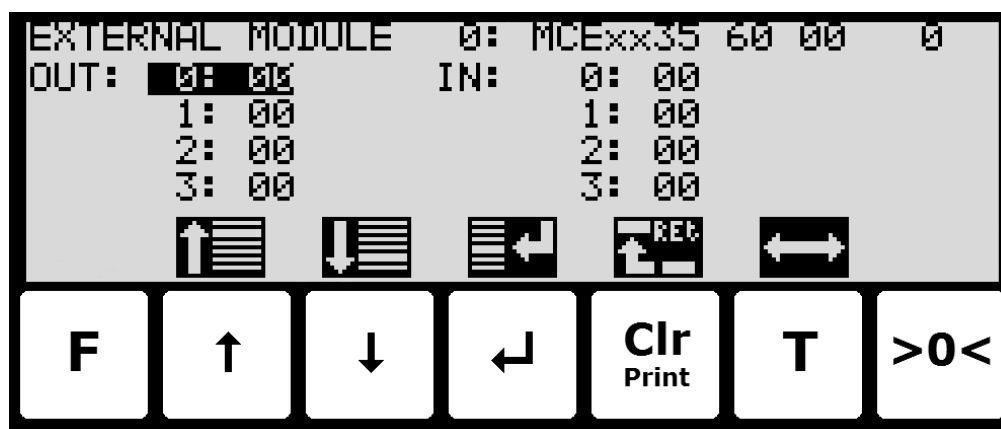 EXTERNAL MODULE 0: MCExx35 60 00 0
OUT: 0: 00 IN: 0: 00
1: 00 1: 00
2: 00 2: 00
3: 00 3: 00
REt
F ↑ ↓ ↵ Clr T >0<
Print